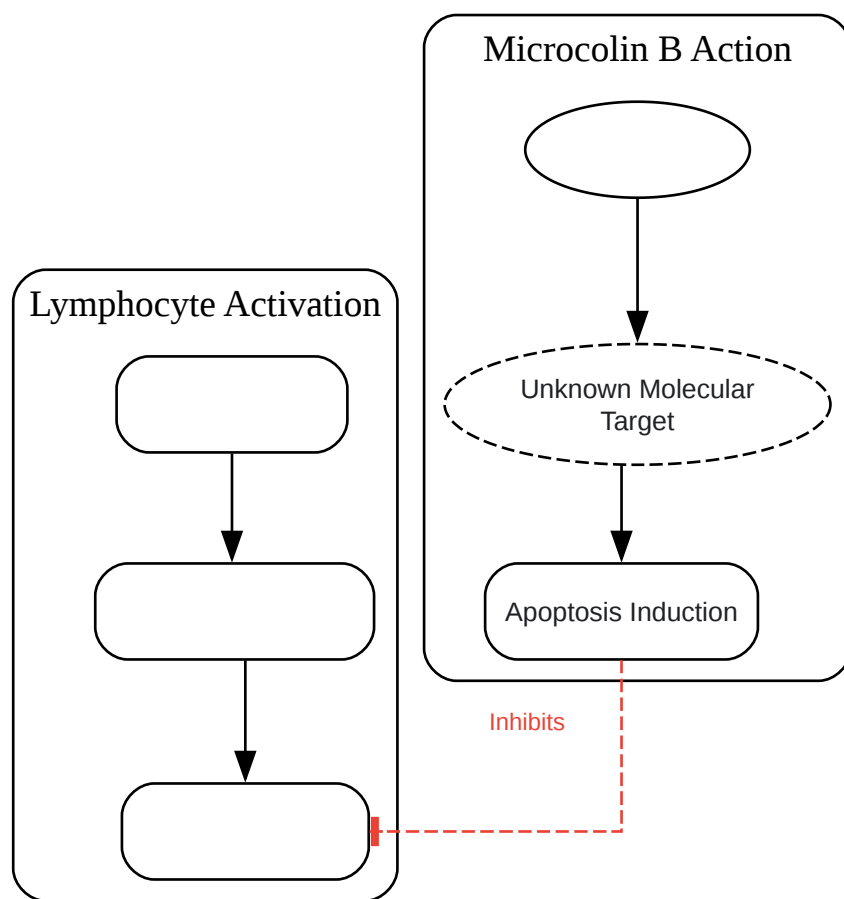 Microcolin B Action
Lymphocyte Activation
Unknown Molecular
Target
Apoptosis Induction
Inhibits